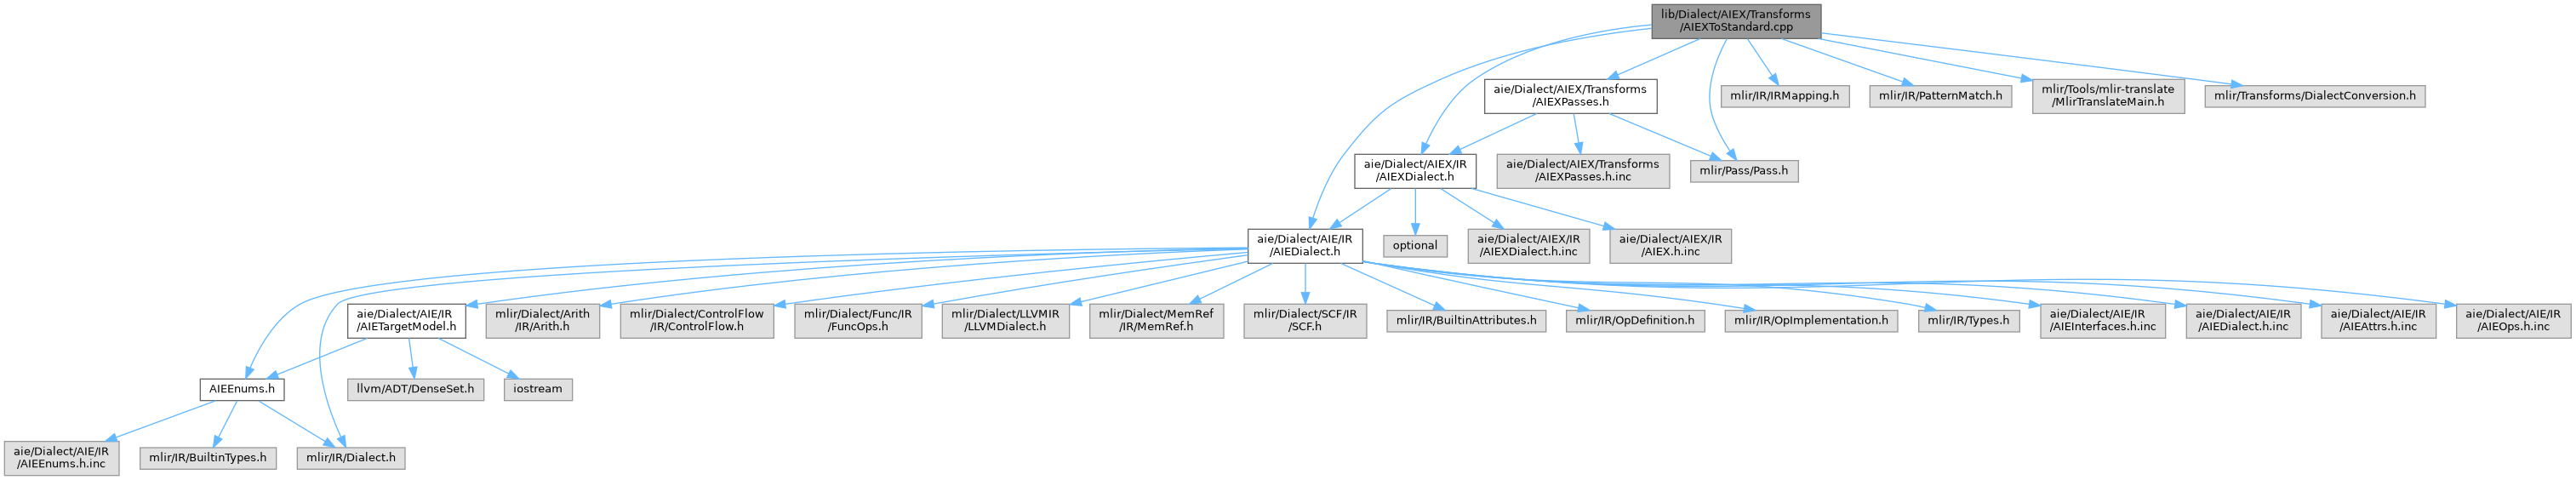 lib/Dialect/AIEX/Transforms
/AIEXToStandard.cpp
aie/Dialect/AIEX/Transforms
/AIEXPasses.h
mlir/IR/IRMapping.h
mlir/IR/PatternMatch.h
mlir/Tools/mlir-translate
/MlirTranslateMain.h
mlir/Transforms/DialectConversion.h
aie/Dialect/AIEX/IR
/AIEXDialect.h
aie/Dialect/AIEX/Transforms
/AIEXPasses.h.inc
mlir/Pass/Pass.h
aie/Dialect/AIE/IR
/AIEDialect.h
optional
aie/Dialect/AIEX/IR
/AIEXDialect.h.inc
aie/Dialect/AIEX/IR
/AIEX.h.inc
aie/Dialect/AIE/IR
/AIETargetModel.h
mlir/Dialect/Arith
/IR/Arith.h
mlir/Dialect/ControlFlow
/IR/ControlFlow.h
mlir/Dialect/Func/IR
/FuncOps.h
mlir/Dialect/LLVMIR
/LLVMDialect.h
mlir/Dialect/MemRef
/IR/MemRef.h
mlir/Dialect/SCF/IR
/SCF.h
mlir/IR/BuiltinAttributes.h
mlir/IR/OpDefinition.h
mlir/IR/OpImplementation.h
mlir/IR/Types.h
aie/Dialect/AIE/IR
/AIEInterfaces.h.inc
aie/Dialect/AIE/IR
/AIEDialect.h.inc
aie/Dialect/AIE/IR
/AIEAttrs.h.inc
aie/Dialect/AIE/IR
/AIEOps.h.inc
AIEEnums.h
llvm/ADT/DenseSet.h
iostream
aie/Dialect/AIE/IR
/AIEEnums.h.inc
mlir/IR/BuiltinTypes.h
mlir/IR/Dialect.h